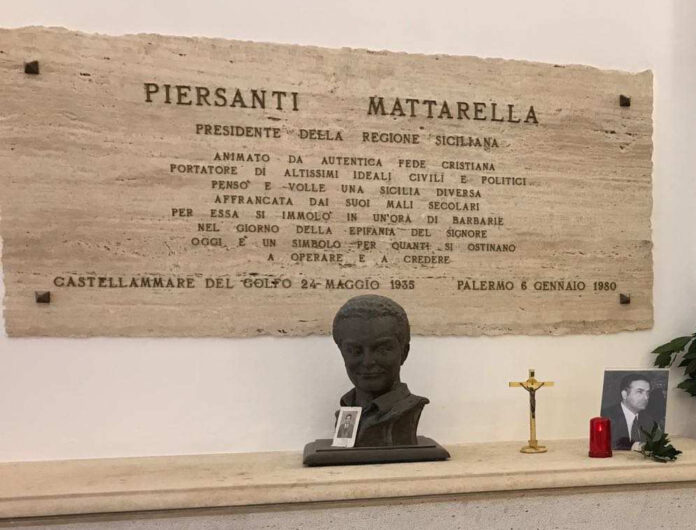 PIERSANTI MATTARELLA
PRESIDENTE DELLA REGIONE SICILIANA
ANIMATO DA AUTENTICA FEDE CRISTIANA
PORTATORE DI ALTISSIMI IDEALI CIVILI E POLITICI
PENSÒ E VOLLE UNA SICILIA DIVERSA
AFFRANCATA DAI SUOI MALI SECOLARI
PER ESSA SI IMMOLÒ IN UN'ORA DI BARBARIE
NEL GIORNO DELLA EPIFANIA DEL SIGNORE
OGGI È UN SIMBOLO PER QUANTI SI OSTINANO
A OPERARE E A CREDERE
CASTELLAMMARE DEL GOLFO 24 MAGGIO 1935 PALERMO 6 GENNAIO 1980